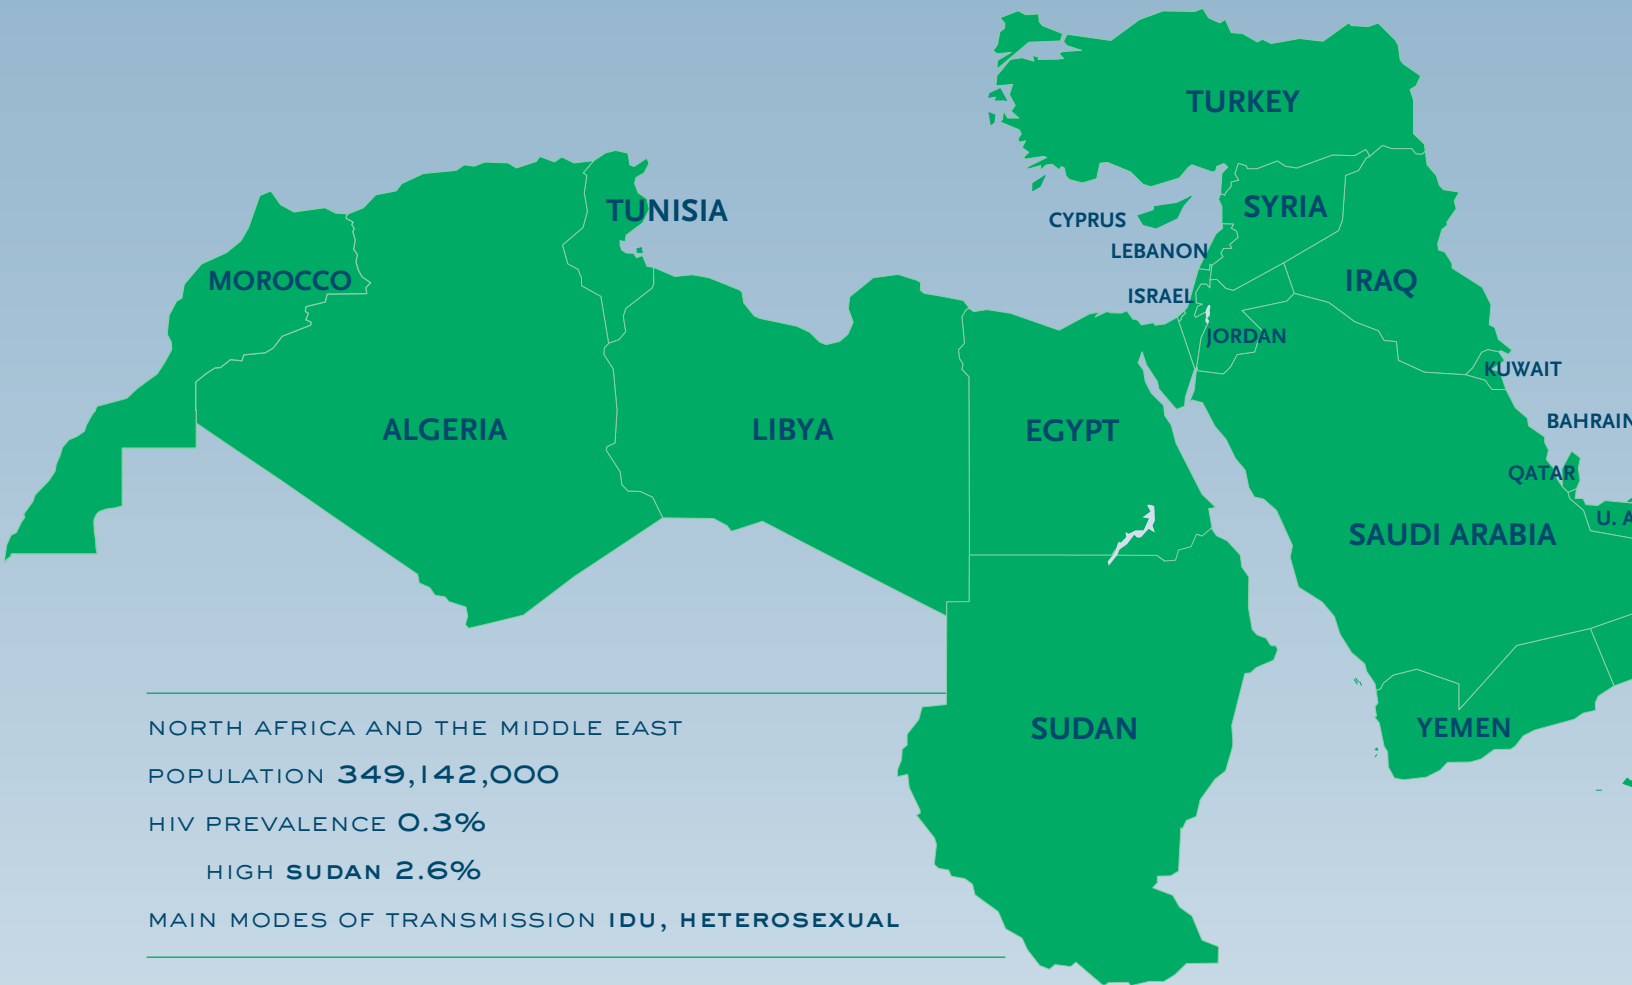 TURKEY
TUNISIA
SYRIA
CYPRUS
LEBANON
MOROCCO
IRAQ
ISRAEL
JORDAN
KUWAIT
ALGERIA
LIBYA
EGYPT
BAHRAIN
QATAR
U. A
SAUDI ARABIA
SUDAN
YEMEN
NORTH AFRICA AND THE MIDDLE EAST
POPULATION 349,142,000
HIV PREVALENCE 0.3%
HIGH SUDAN 2.6%
MAIN MODES OF TRANSMISSION IDU, HETEROSEXUAL